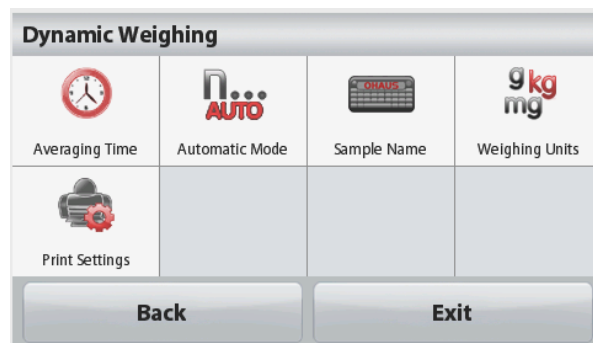 Dynamic Weighing
n...
AUTO
OHAUS
g kg
mg
Averaging Time
Automatic Mode
Sample Name
Weighing Units
Print Settings
Back
Exit